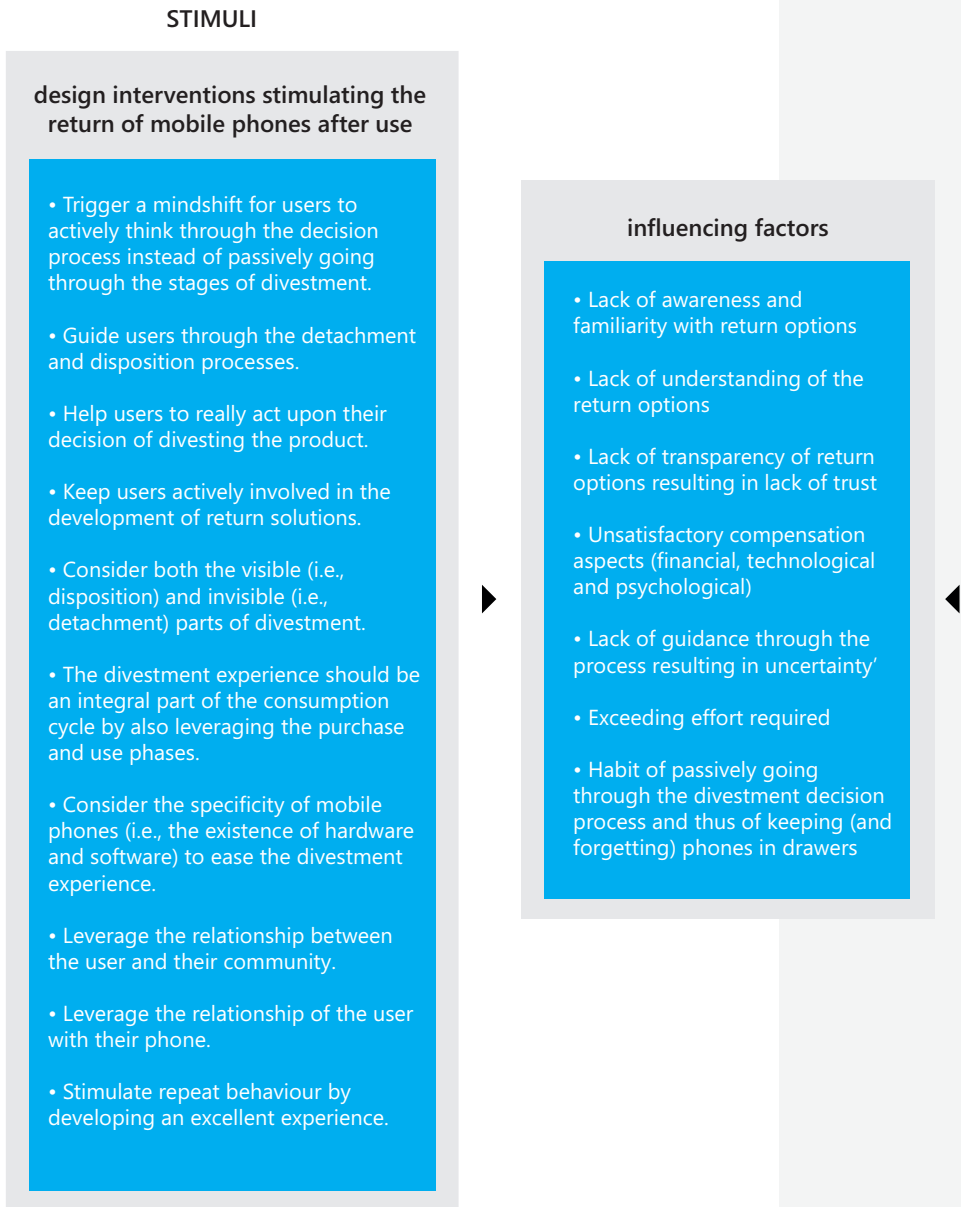 STIMULI
design interventions stimulating the
return of mobile phones after use
• Trigger a mindshift for users to
actively think through the decision
process instead of passively going
through the stages of divestment.
• Guide users through the detachment
and disposition processes.
• Help users to really act upon their
decision of divesting the product.
• Keep users actively involved in the
development of return solutions.
• Consider both the visible (i.e.,
disposition) and invisible (i.e.,
detachment) parts of divestment.
• The divestment experience should be
an integral part of the consumption
cycle by also leveraging the purchase
and use phases.
• Consider the specificity of mobile
phones (i.e., the existence of hardware
and software) to ease the divestment
experience.
• Leverage the relationship between
the user and their community.
• Leverage the relationship of the user
with their phone.
• Stimulate repeat behaviour by
developing an excellent experience.
influencing factors
• Lack of awareness and
familiarity with return options
• Lack of understanding of the
return options
• Lack of transparency of return
options resulting in lack of trust
• Unsatisfactory compensation
aspects (financial, technological
and psychological)
• Lack of guidance through the
process resulting in uncertainty’
• Exceeding effort required
• Habit of passively going
through the divestment decision
process and thus of keeping (and
forgetting) phones in drawers